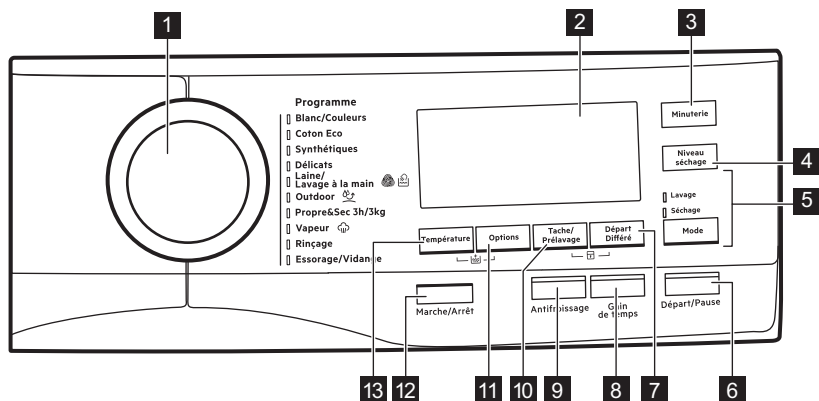 1
2
3
Programme
Blanc/Couleurs
Coton Eco
Synthétiques
Délicats
Laine/
Lavage à la main
Outdoor
Propre&Sec 3h/3kg
Vapeur
Rinçage
Essorage/Vidange
Minuterie
Niveau
séchage
4
Lavage
Séchage
Mode
5
Température
Options
Tache/
Prélavage
Départ
Différé
Marche/Arrêt
Antifroissage
Gain
de temps
Départ/Pause
13
12
11
10
9
8
7
6